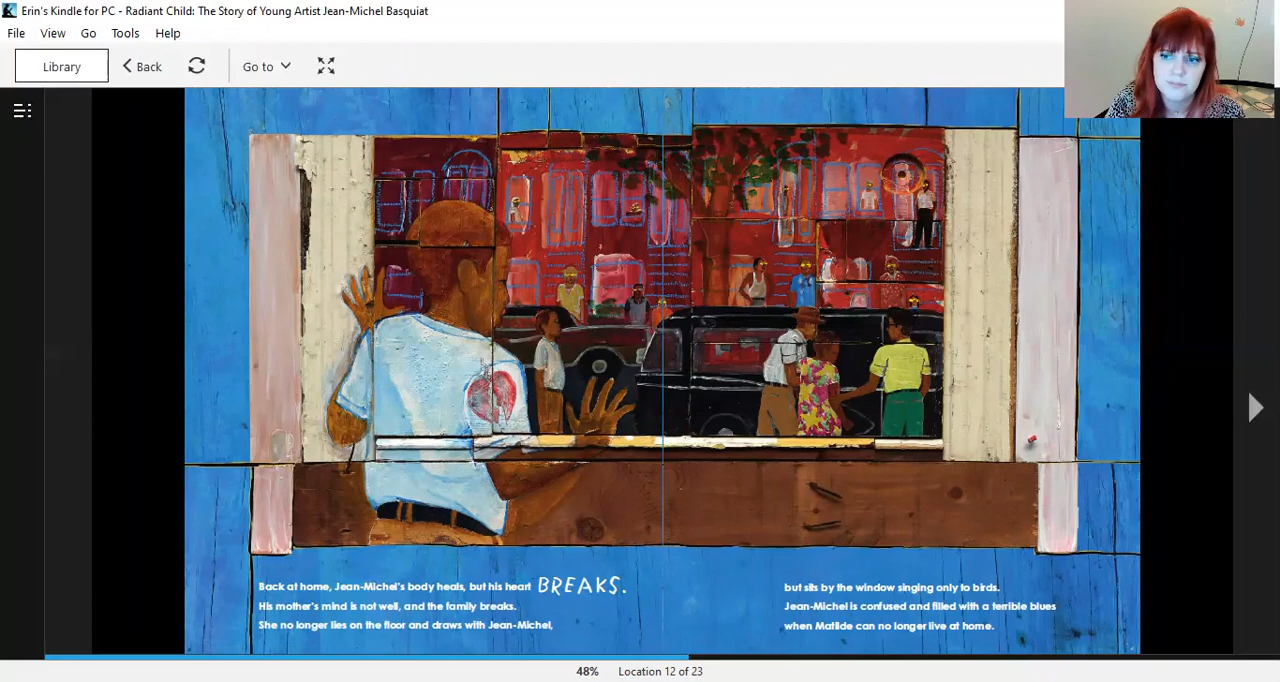 Erin's Kindle for PC - Radiant Child: The Story of Young Artist Jean-Michel Basquiat
File View Go Tools Help
Library Back Go to
Back at home, Jean-Michel's body heals, but his heart BREAKS.
His mother's mind is not well, and the family breaks.
She no longer lies on the floor and draws with Jean-Michel,
but sits by the window singing only to birds.
Jean-Michel is confused and filled with a terrible blues
when Matilde can no longer live at home.
48% Location 12 of 23